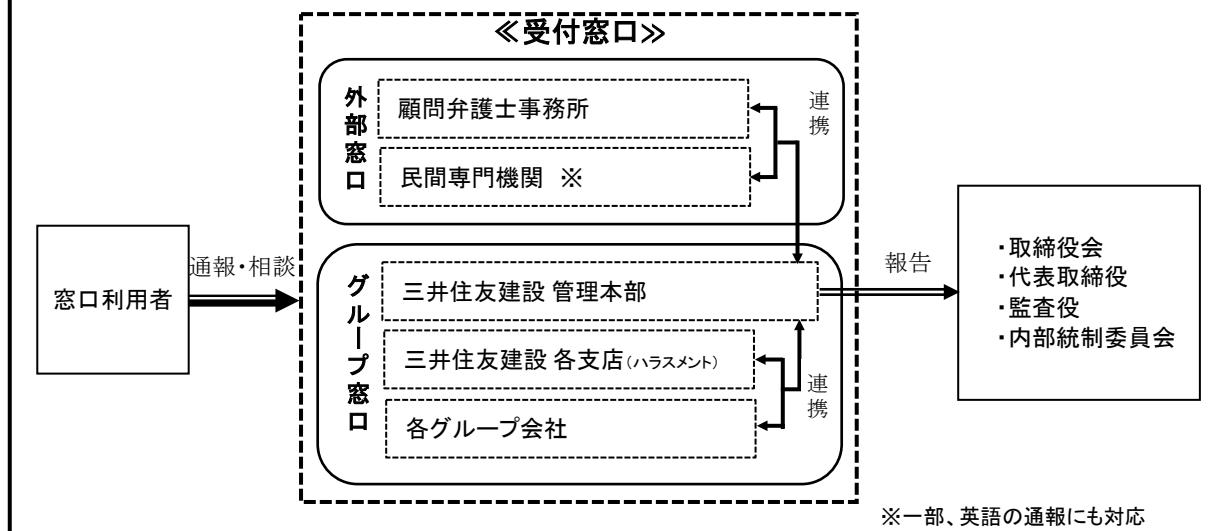 ≪受付窓口≫
外部窓口
顧問弁護士事務所
連携
民間専門機関 ※
窓口利用者
通報・相談
グループ窓口
三井住友建設 管理本部
三井住友建設 各支店(ハラスメント)
各グループ会社
連携
報告
・取締役会
・代表取締役
・監査役
・内部統制委員会
※一部、英語の通報にも対応